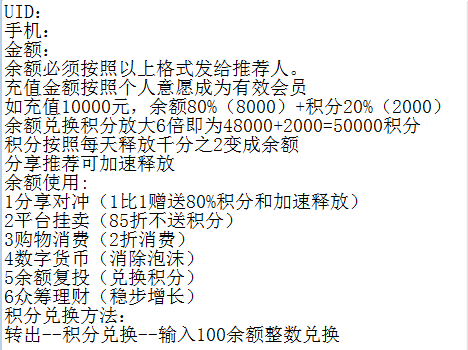 UID：
手机：
金额：
余额必须按照以上格式发给推荐人。
充值金额按照个人意愿成为有效会员
如充值10000元，余额80%（8000）+积分20%（2000）
余额兑换积分放大6倍即为48000+2000=50000积分
积分按照每天释放千分之2变成余额
分享推荐可加速释放
余额使用：
1分享对冲（1比1赠送80%积分和加速释放）
2平台挂卖（85折不送积分）
3购物消费（2折消费）
4数字货币（消除泡沫）
5余额复投（兑换积分）
6众筹理财（稳步增长）
积分兑换方法：
转出--积分兑换--输入100余额整数兑换